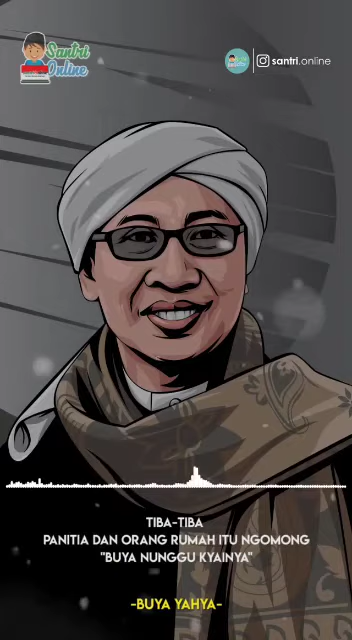 Santri
Online
santri.online
TIBA-TIBA
PANITIA DAN ORANG RUMAH ITU NGOMONG
"BUYA NUNGGU KYAINYA"
-BUYA YAHYA-